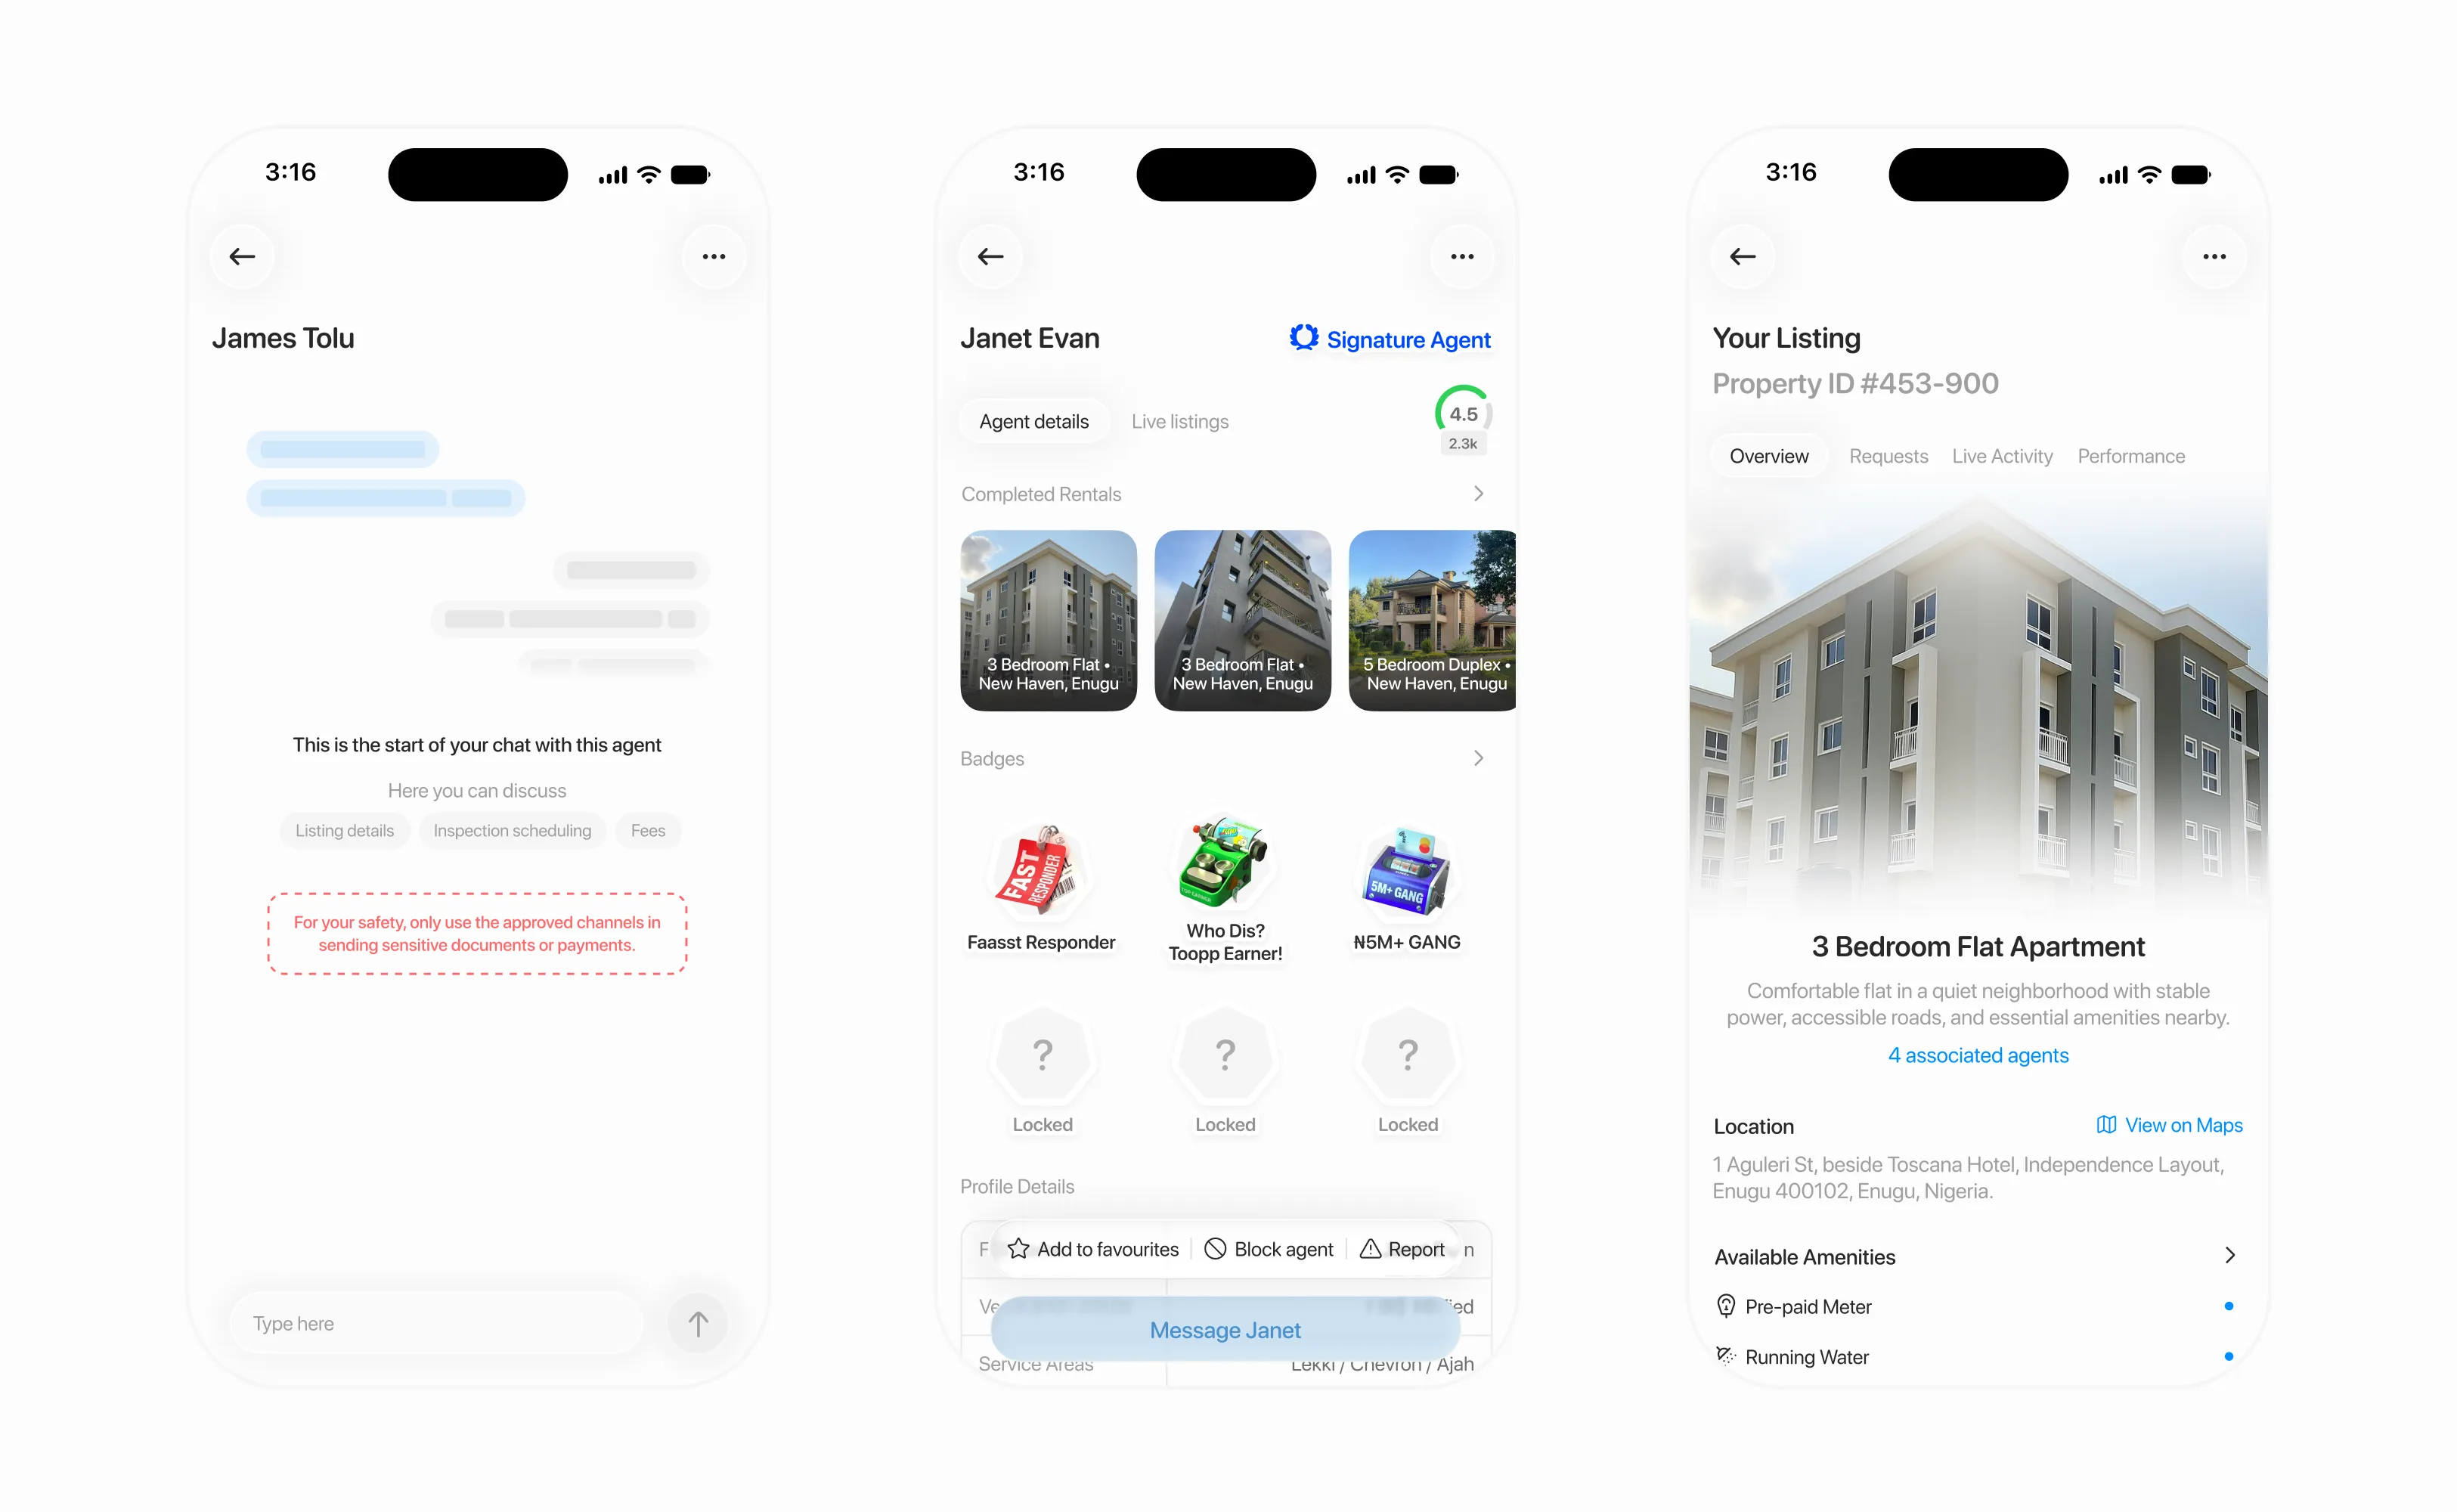 3:16
James Tolu
This is the start of your chat with this agent
Here you can discuss
Listing details
Inspection scheduling
Fees
For your safety, only use the approved channels in
sending sensitive documents or payments.
Type here
3:16
Janet Evan
Signature Agent
Agent details
Live listings
4.5
2.3k
Completed Rentals
3 Bedroom Flat •
New Haven, Enugu
3 Bedroom Flat •
New Haven, Enugu
5 Bedroom Duplex •
New Haven, Enugu
Badges
FAST
RESPONDER
TOP EARNER
5M+ GANG
Faasst Responder
Who Dis?
Toopp Earner!
₦5M+ GANG
?
?
?
Locked
Locked
Locked
Profile Details
Add to favourites
Block agent
Report
Message Janet
Service Areas
Lekki / Chevron / Ajah
3:16
Your Listing
Property ID #453-900
Overview
Requests
Live Activity
Performance
3 Bedroom Flat Apartment
Comfortable flat in a quiet neighborhood with stable
power, accessible roads, and essential amenities nearby.
4 associated agents
Location
View on Maps
1 Aguleri St, beside Toscana Hotel, Independence Layout,
Enugu 400102, Enugu, Nigeria.
Available Amenities
Pre-paid Meter
Running Water